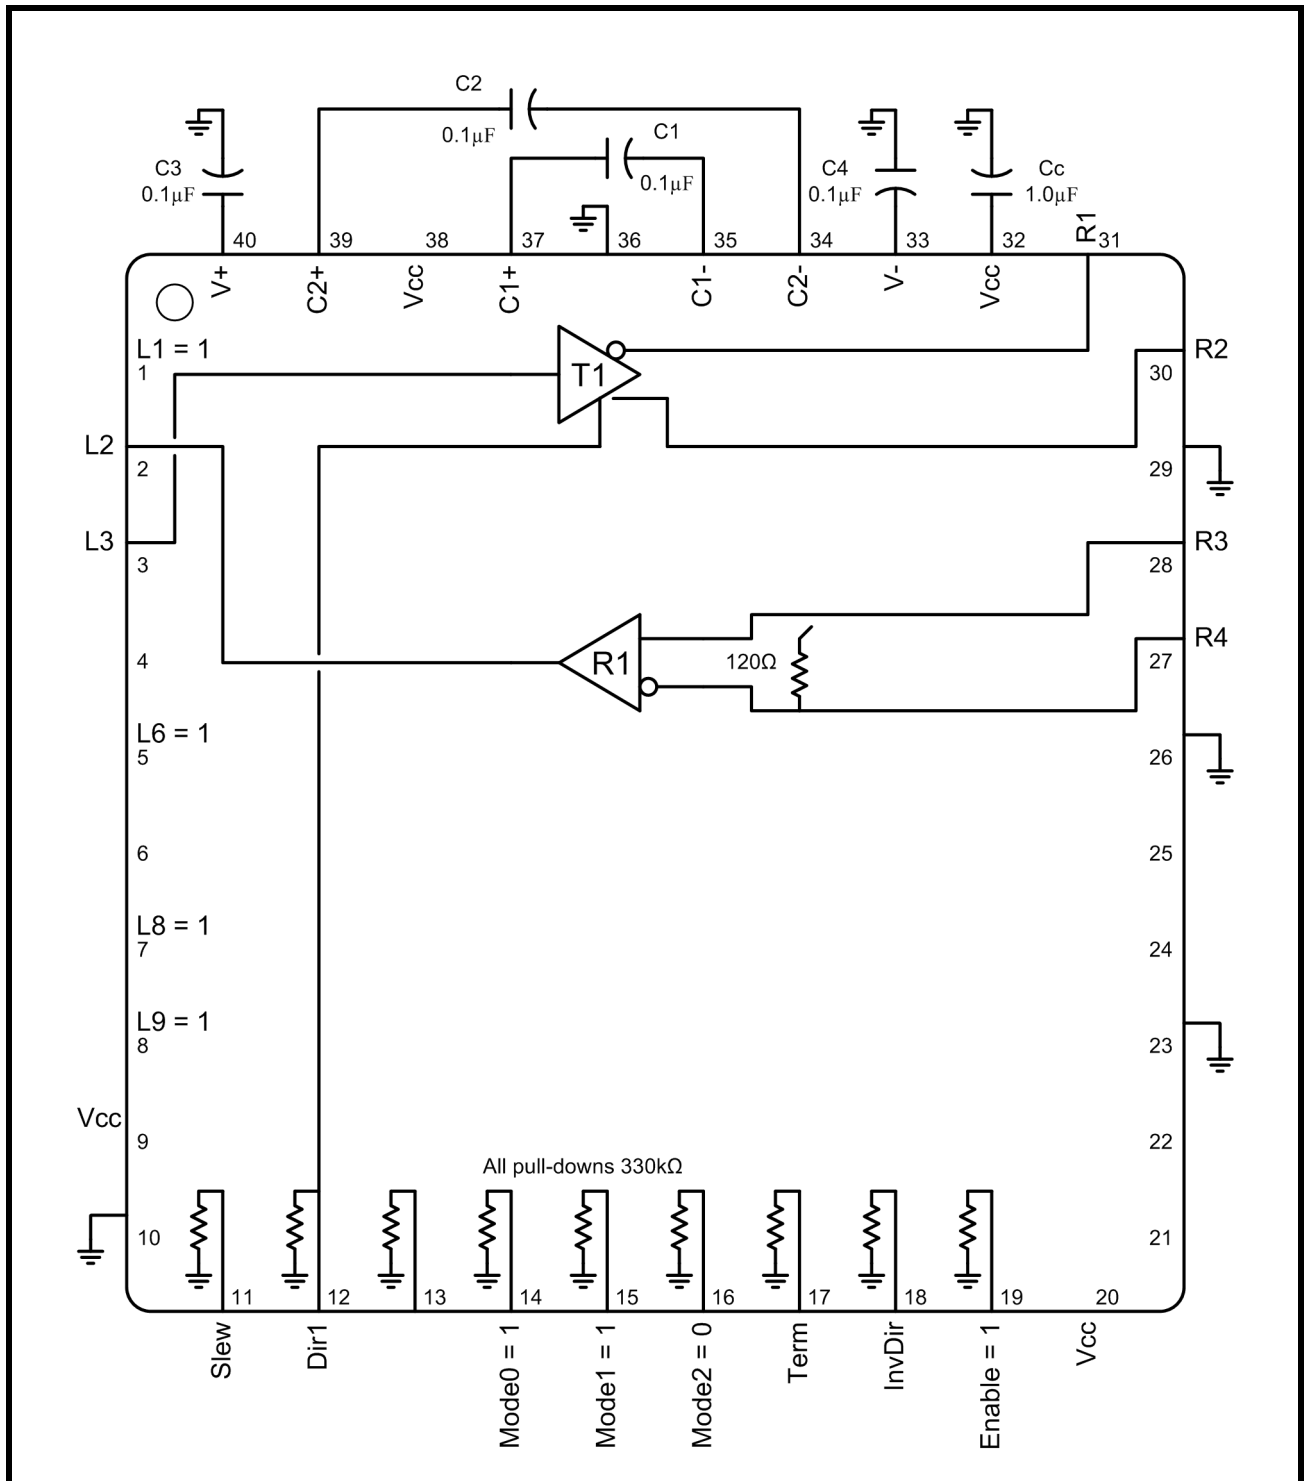 C2
0.1µF
C1
0.1µF
C3
0.1µF
C4
0.1µF
Cc
1.0µF
R1
40
39
38
37
36
35
34
33
32
31
V+
C2+
Vcc
C1+
C1-
C2-
V-
Vcc
L1 = 1
1
T1
R2
30
L2
2
29
L3
3
R3
28
4
R1
120Ω
R4
27
L6 = 1
5
26
6
25
L8 = 1
7
24
L9 = 1
8
23
Vcc
9
22
All pull-downs 330kΩ
10
21
11
12
13
14
15
16
17
18
19
20
Slew
Dir1
Mode0 = 1
Mode1 = 1
Mode2 = 0
Term
InvDir
Enable = 1
Vcc